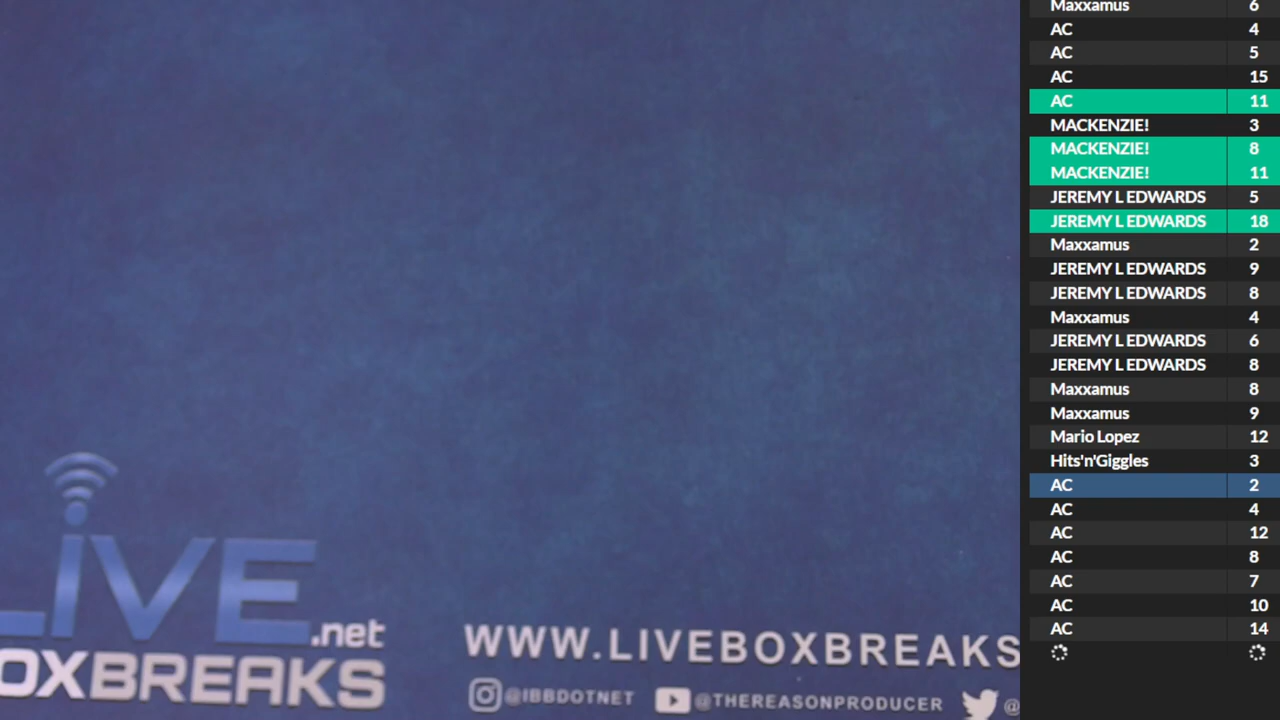 Maxxamus 6
AC 4
AC 5
AC 15
AC 11
MACKENZIE! 3
MACKENZIE! 8
MACKENZIE! 11
JEREMY L EDWARDS 5
JEREMY L EDWARDS 18
Maxxamus 2
JEREMY L EDWARDS 9
JEREMY L EDWARDS 8
Maxxamus 4
JEREMY L EDWARDS 6
JEREMY L EDWARDS 8
Maxxamus 8
Maxxamus 9
Mario Lopez 12
Hits'n'Giggles 3
AC 2
AC 4
AC 12
AC 8
AC 7
AC 10
AC 14
LIVE.net
OXBREAKS
WWW.LIVEBOXBREAKS
@IBBDOTNET @THEREASONPRODUCER @